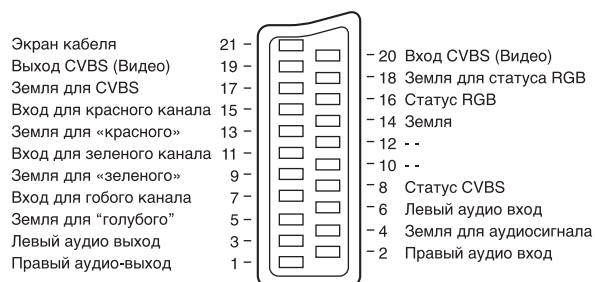 Экран кабеля 21
Выход CVBS (Видео) 19
Земля для CVBS 17
Вход для красного канала 15
Земля для «красного» 13
Вход для зеленого канала 11
Земля для «зеленого» 9
Вход для гобого канала 7
Земля для “голубого” 5
Левый аудио выход 3
Правый аудио-выход 1
20 Вход CVBS (Видео)
18 Земля для статуса RGB
16 Статус RGB
14 Земля
12 - -
10 - -
8 Статус CVBS
6 Левый аудио вход
4 Земля для аудиосигнала
2 Правый аудио вход